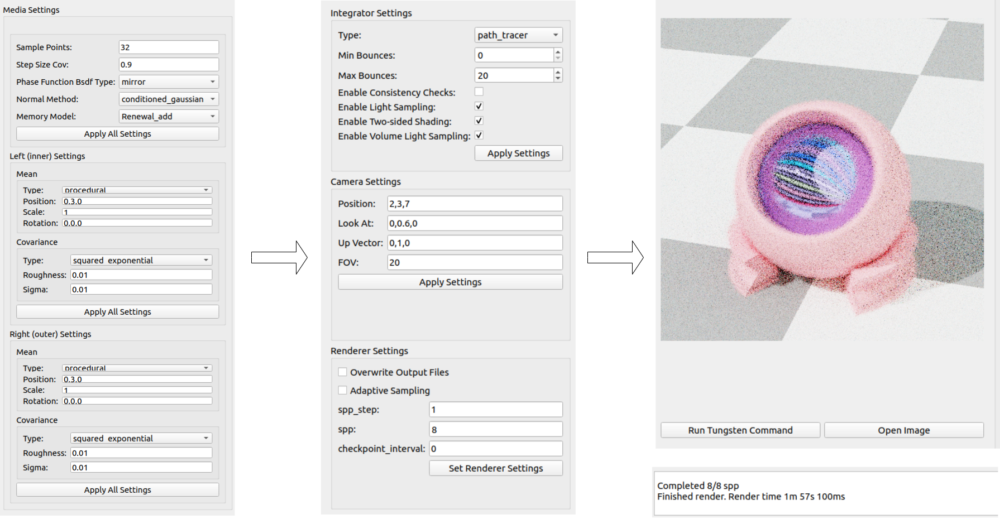 Media Settings
Sample Points: 32
Step Size Cov: 0.9
Phase Function Bsdf Type: mirror
Normal Method: conditioned_gaussian
Memory Model: Renewal_add
Apply All Settings
Left (inner) Settings
Mean
Type: procedural
Position: 0,3,0
Scale: 1
Rotation: 0,0,0
Covariance
Type: squared_exponential
Roughness: 0.01
Sigma: 0.01
Apply All Settings
Right (outer) Settings
Mean
Type: procedural
Position: 0,3,0
Scale: 1
Rotation: 0,0,0
Covariance
Type: squared_exponential
Roughness: 0.01
Sigma: 0.01
Apply All Settings
Integrator Settings
Type: path_tracer
Min Bounces: 0
Max Bounces: 20
Enable Consistency Checks:
Enable Light Sampling:
Enable Two-sided Shading:
Enable Volume Light Sampling:
Apply Settings
Camera Settings
Position: 2,3,7
Look At: 0,0.6,0
Up Vector: 0,1,0
FOV: 20
Apply Settings
Renderer Settings
Overwrite Output Files
Adaptive Sampling
spp_step: 1
spp: 8
checkpoint_interval: 0
Set Renderer Settings
Run Tungsten Command
Open Image
Completed 8/8 spp
Finished render. Render time 1m 57s 100ms